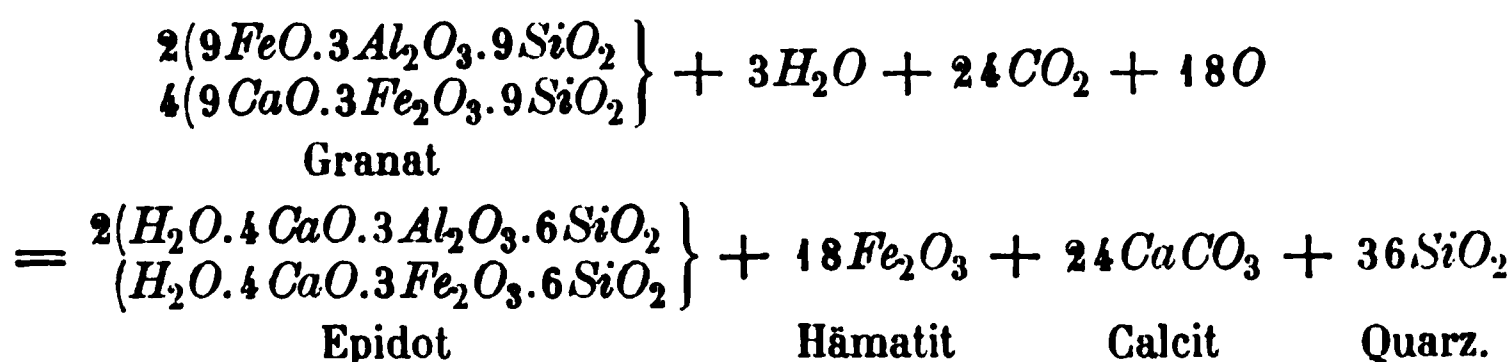 2(9FeO.3Al₂O₃.9SiO₂
4(9CaO.3Fe₂O₃.9SiO₂} + 3H₂O + 24CO₂ + 18O
Granat
= 2(H₂O.4CaO.3Al₂O₃.6SiO₂
(H₂O.4CaO.3Fe₂O₃.6SiO₂} + 18Fe₂O₃ + 24CaCO₃ + 36SiO₂
Epidot Hämatit Calcit Quarz.